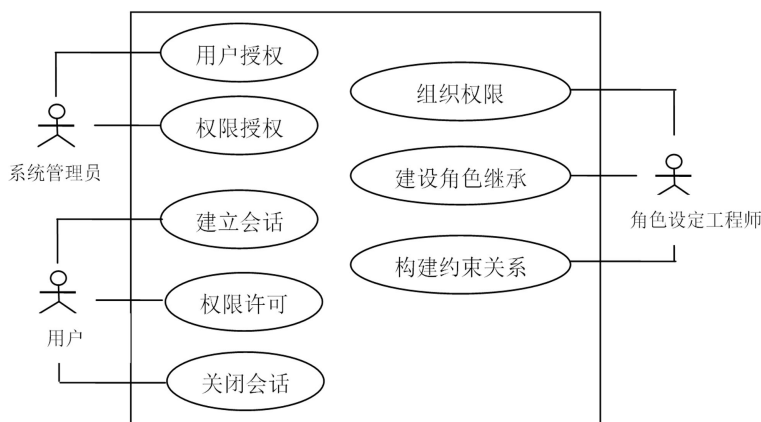 用户授权
权限授权
系统管理员
建立会话
权限许可
用户
关闭会话
组织权限
建设角色继承
角色设定工程师
构建约束关系